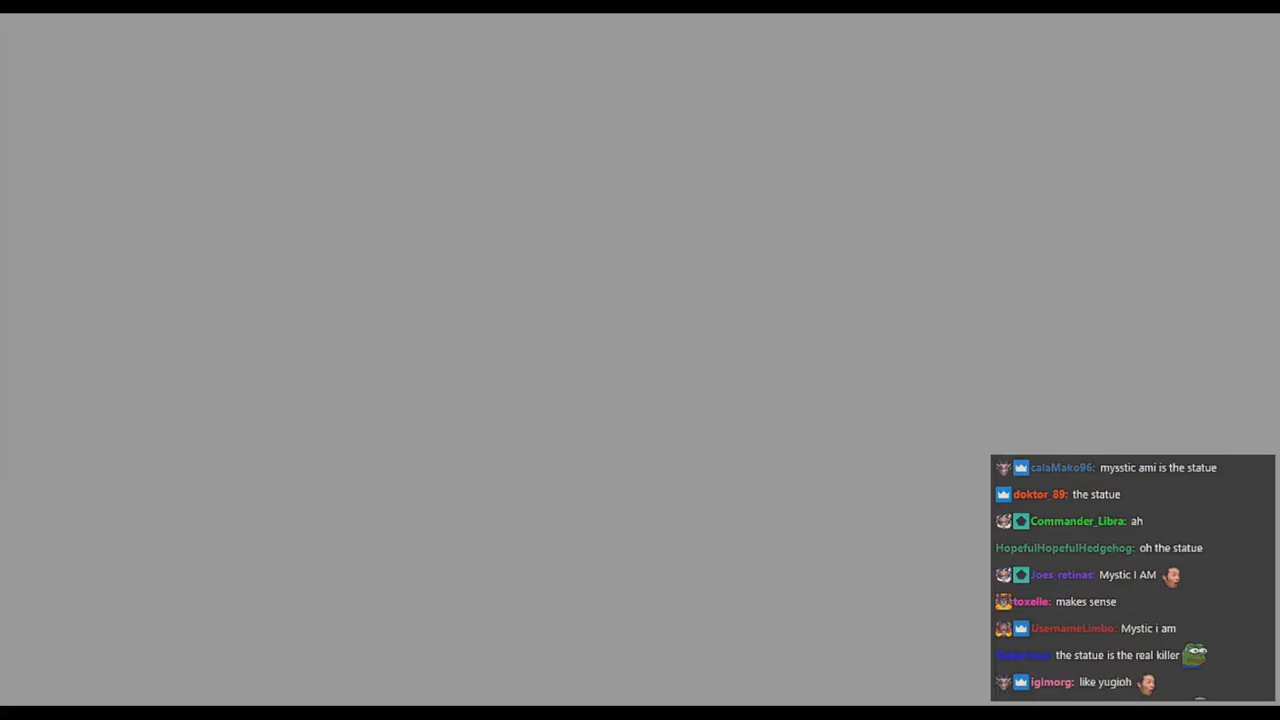 calaMako96: mysstic ami is the statue
doktor_89: the statue
Commander_Libra: ah
HopefulHopefulHedgehog: oh the statue
Joes_retinas: Mystic I AM
toxelle: makes sense
UsernameLimbo: Mystic i am
the statue is the real killer
iglmorg: like yugioh